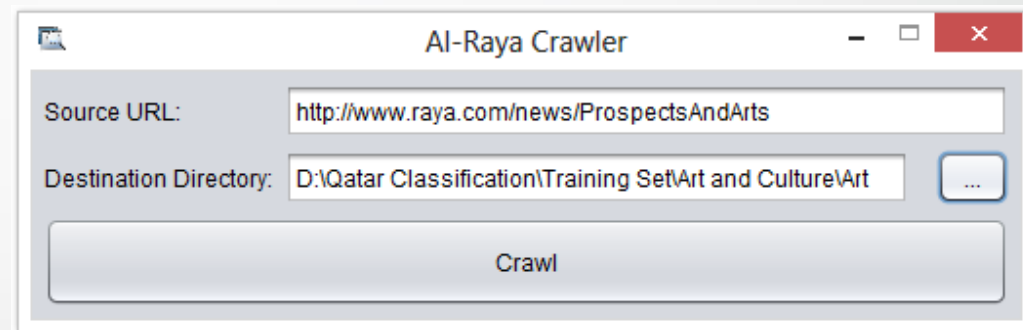 Al-Raya Crawler
Source URL: http://www.raya.com/news/ProspectsAndArts
Destination Directory: D:\Qatar Classification\Training Set\Art and Culture\Art ...
Crawl